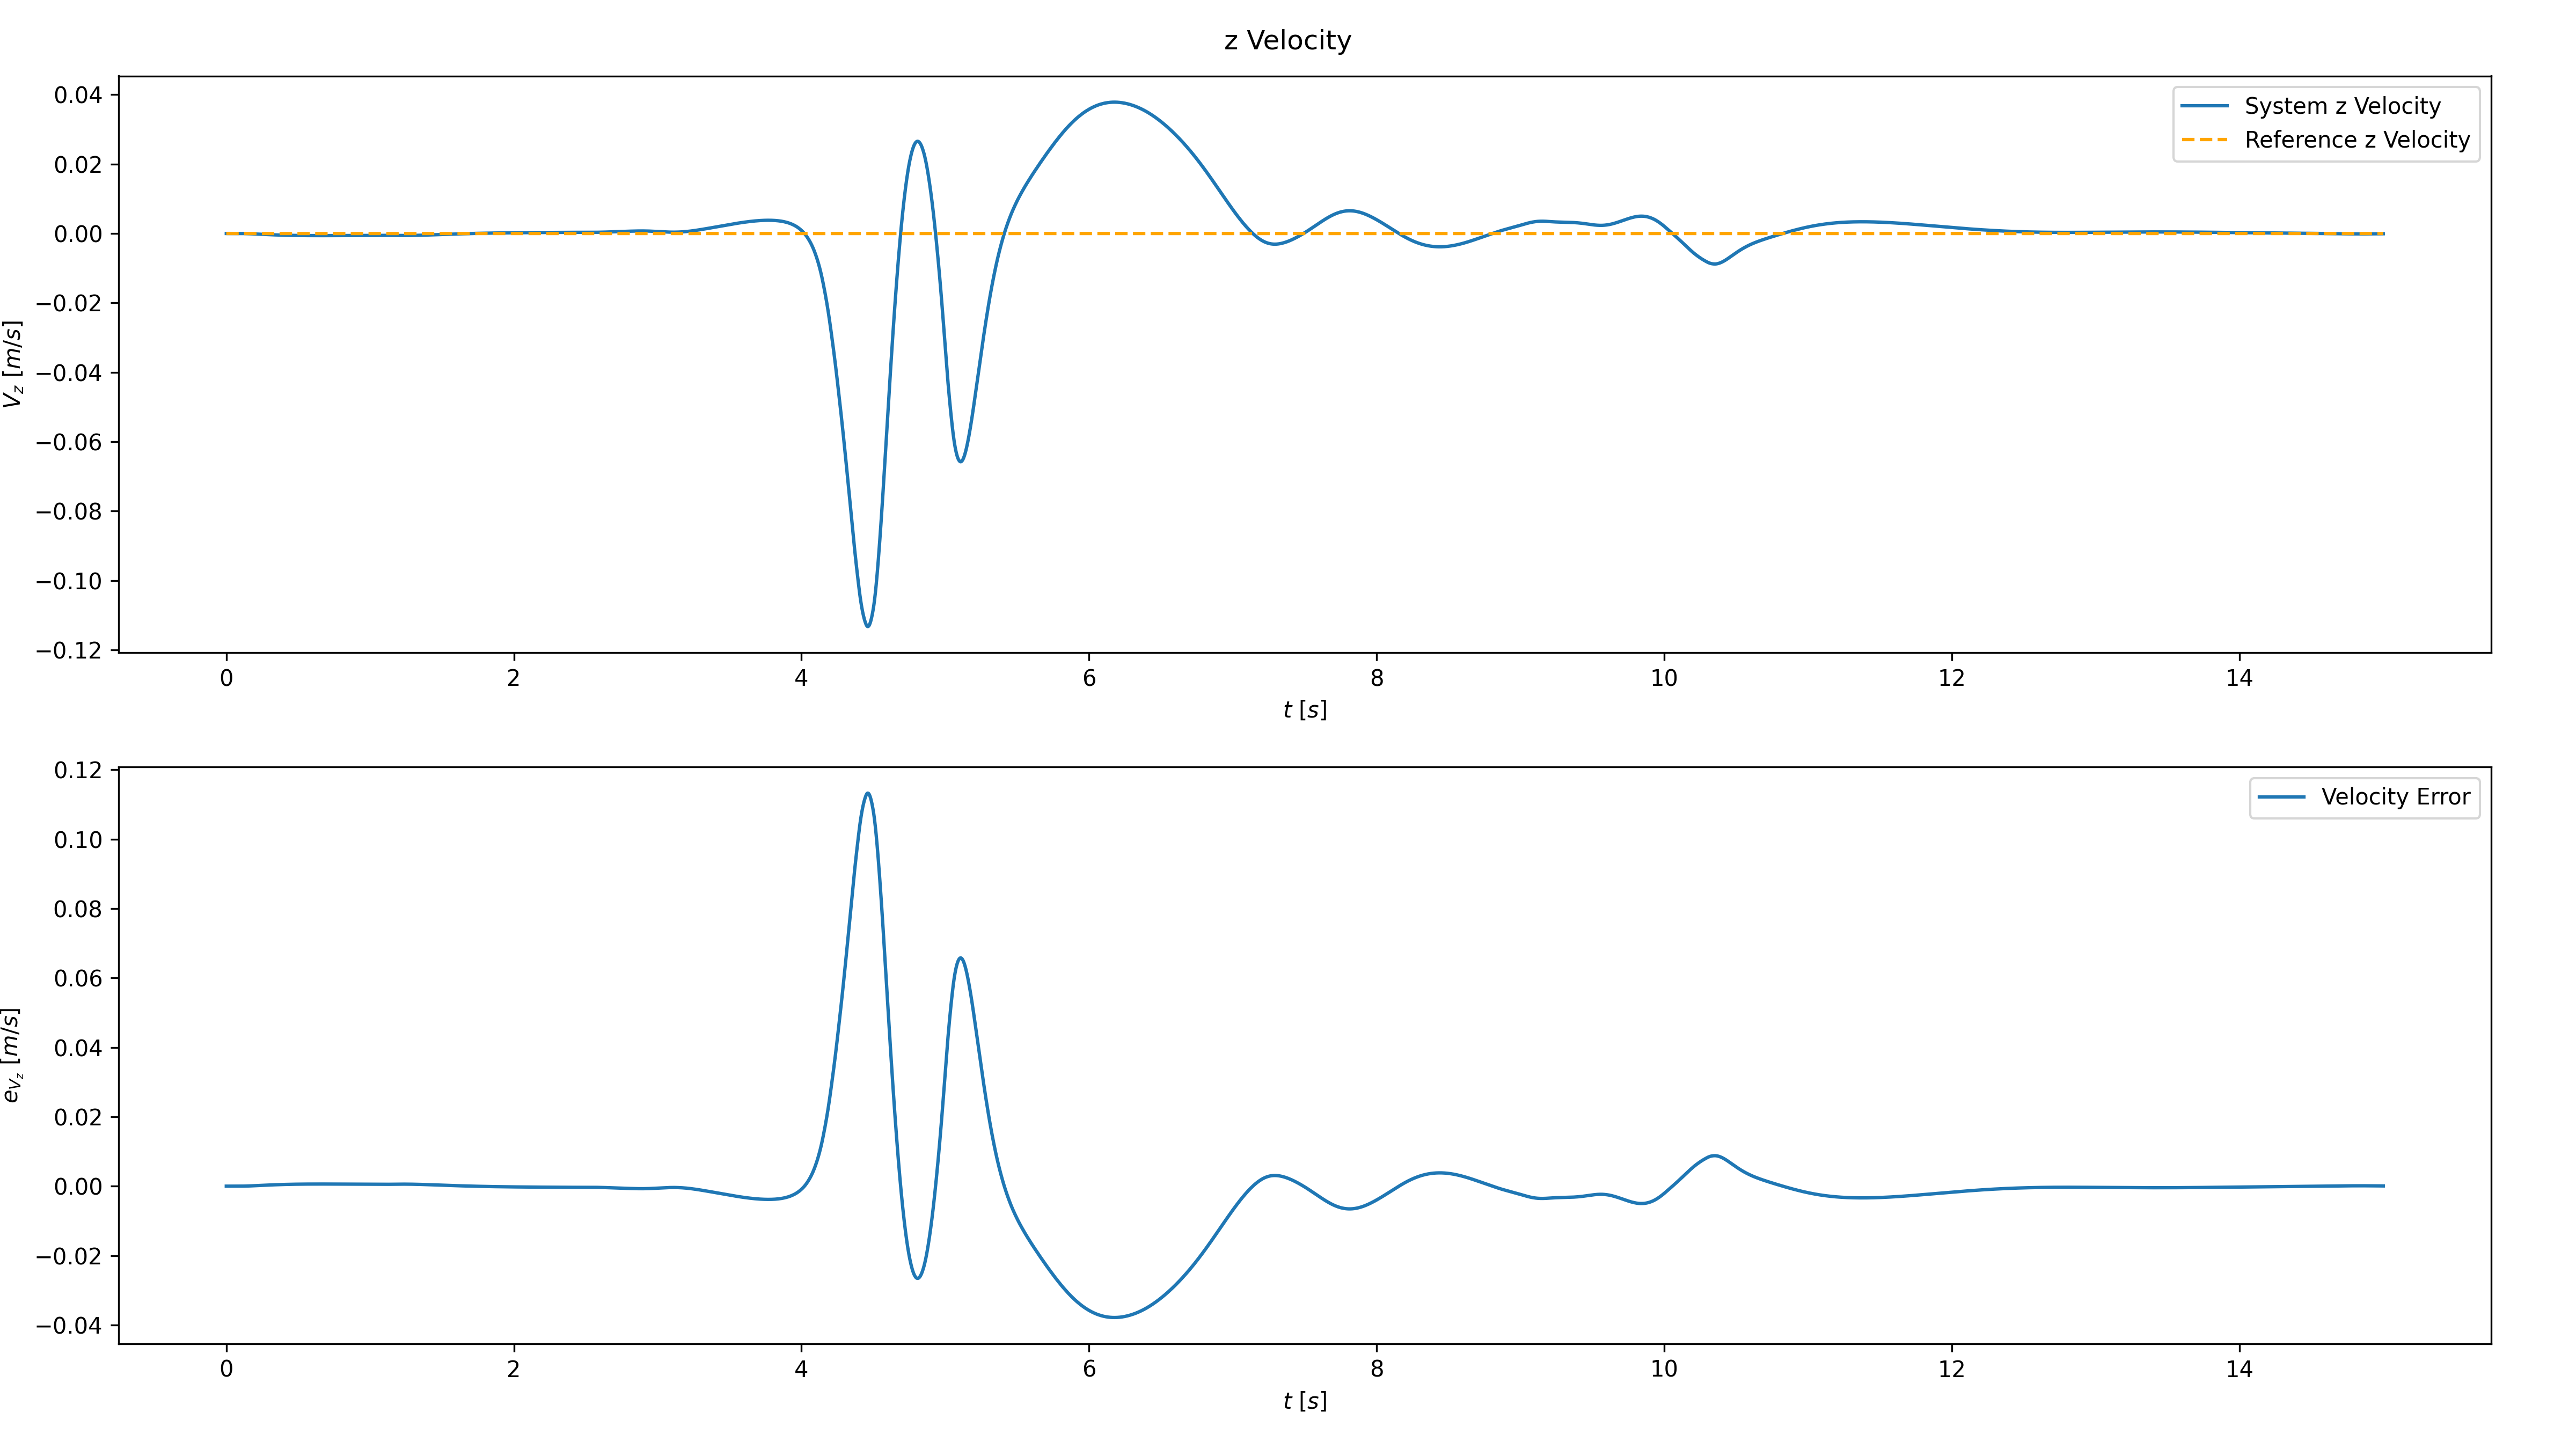 z Velocity
0.04
0.02
0.00
−0.02
−0.04
−0.06
−0.08
−0.10
−0.12
V_z [m/s]
System z Velocity
Reference z Velocity
0 2 4 6 8 10 12 14
t [s]
0.12
0.10
0.08
0.06
0.04
0.02
0.00
−0.02
−0.04
e_{V_z} [m/s]
Velocity Error
0 2 4 6 8 10 12 14
t [s]